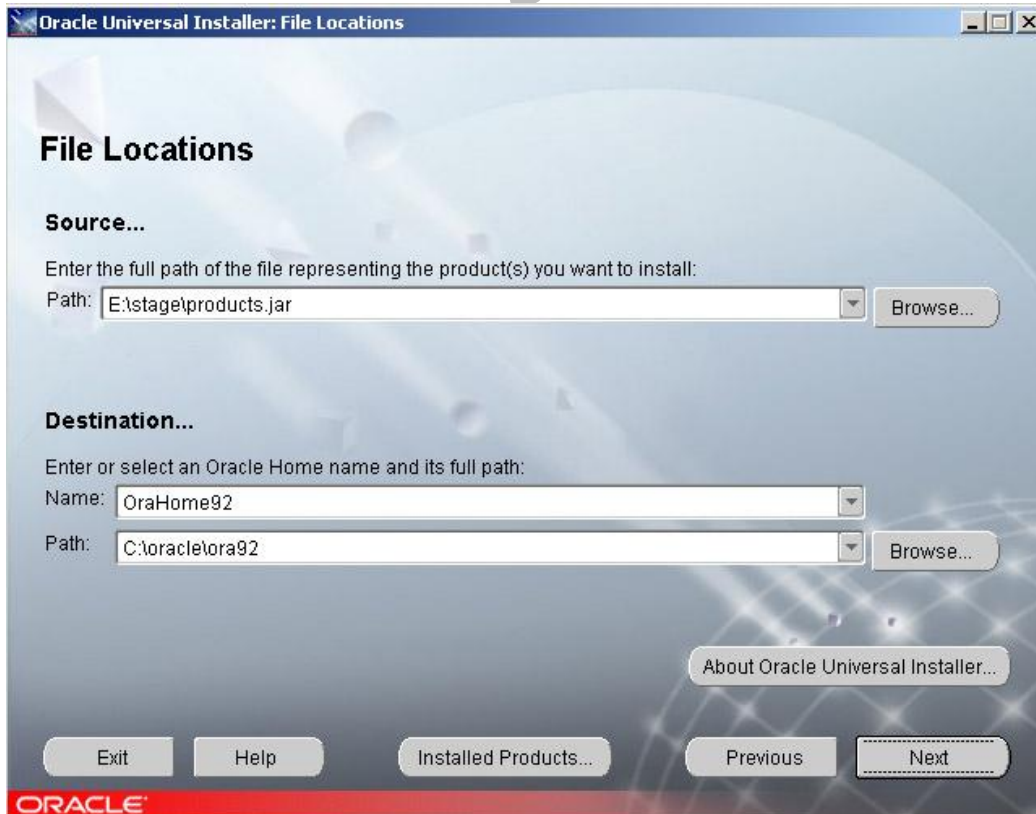 Oracle Universal Installer: File Locations
File Locations
Source...
Enter the full path of the file representing the product(s) you want to install:
Path: E:\stage\products.jar Browse...
Destination...
Enter or select an Oracle Home name and its full path:
Name: OraHome92
Path: C:\oracle\ora92 Browse...
About Oracle Universal Installer...
Exit Help Installed Products... Previous Next
ORACLE